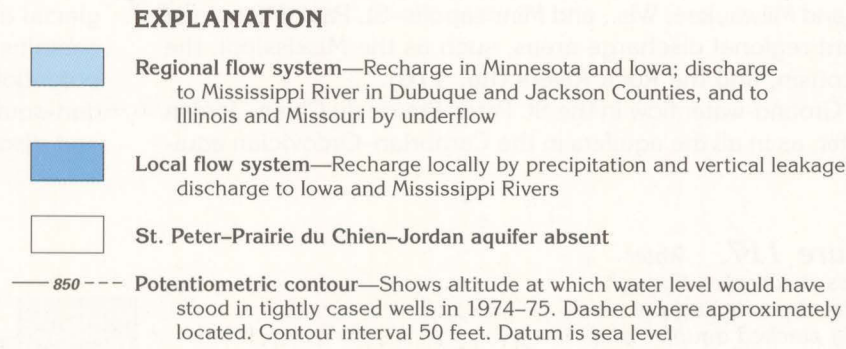 EXPLANATION
Regional flow system—Recharge in Minnesota and Iowa; discharge
to Mississippi River in Dubuque and Jackson Counties, and to
Illinois and Missouri by underflow
Local flow system—Recharge locally by precipitation and vertical leakage
discharge to Iowa and Mississippi Rivers
St. Peter–Prairie du Chien–Jordan aquifer absent
850 Potentiometric contour—Shows altitude at which water level would have
stood in tightly cased wells in 1974–75. Dashed where approximately
located. Contour interval 50 feet. Datum is sea level